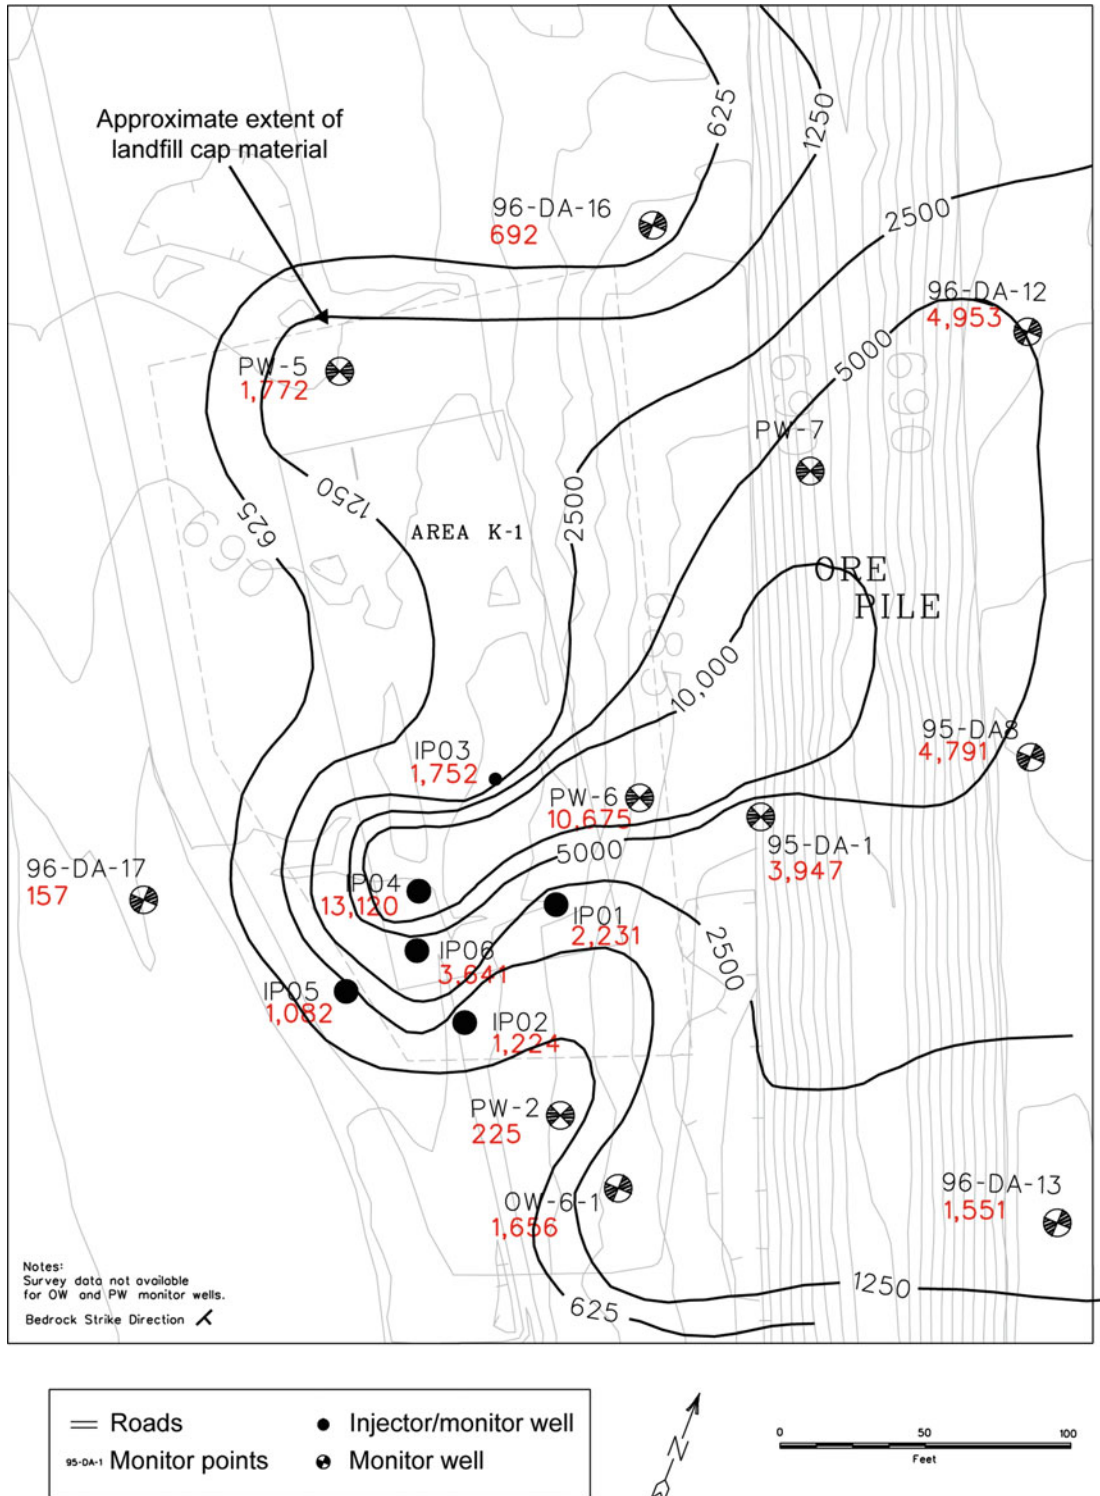 Approximate extent of
landfill cap material
625
1250
96-DA-16
692
2500
96-DA-12
4,953
5000
PW-5
1,772
690
690
PW-7
1250
2500
625
AREA K-1
690
ORE
PILE
10,000
IP03
1,752
95-DA8
4,791
PW-6
10,675
5000
95-DA-1
3,947
96-DA-17
157
IP04
13,120
IP01
2,231
2500
IP06
3,641
IP05
1,082
IP02
1,224
PW-2
225
OW-6-1
1,656
96-DA-13
1,551
Notes:
Survey data not available
for OW and PW monitor wells.
Bedrock Strike Direction
1250
625
Roads
Injector/monitor well
95-DA-1 Monitor points
Monitor well
N
0 50 100
Feet